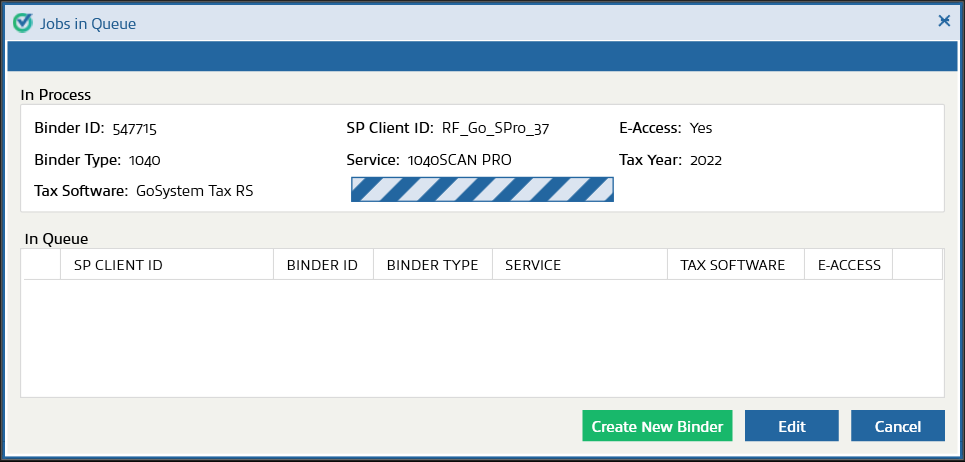 Jobs in Queue
In Process
Binder ID: 547715 SP Client ID: RF_Go_SPro_37 E-Access: Yes
Binder Type: 1040 Service: 1040SCAN PRO Tax Year: 2022
Tax Software: GoSystem Tax RS
In Queue
SP CLIENT ID BINDER ID BINDER TYPE SERVICE TAX SOFTWARE E-ACCESS
Create New Binder Edit Cancel